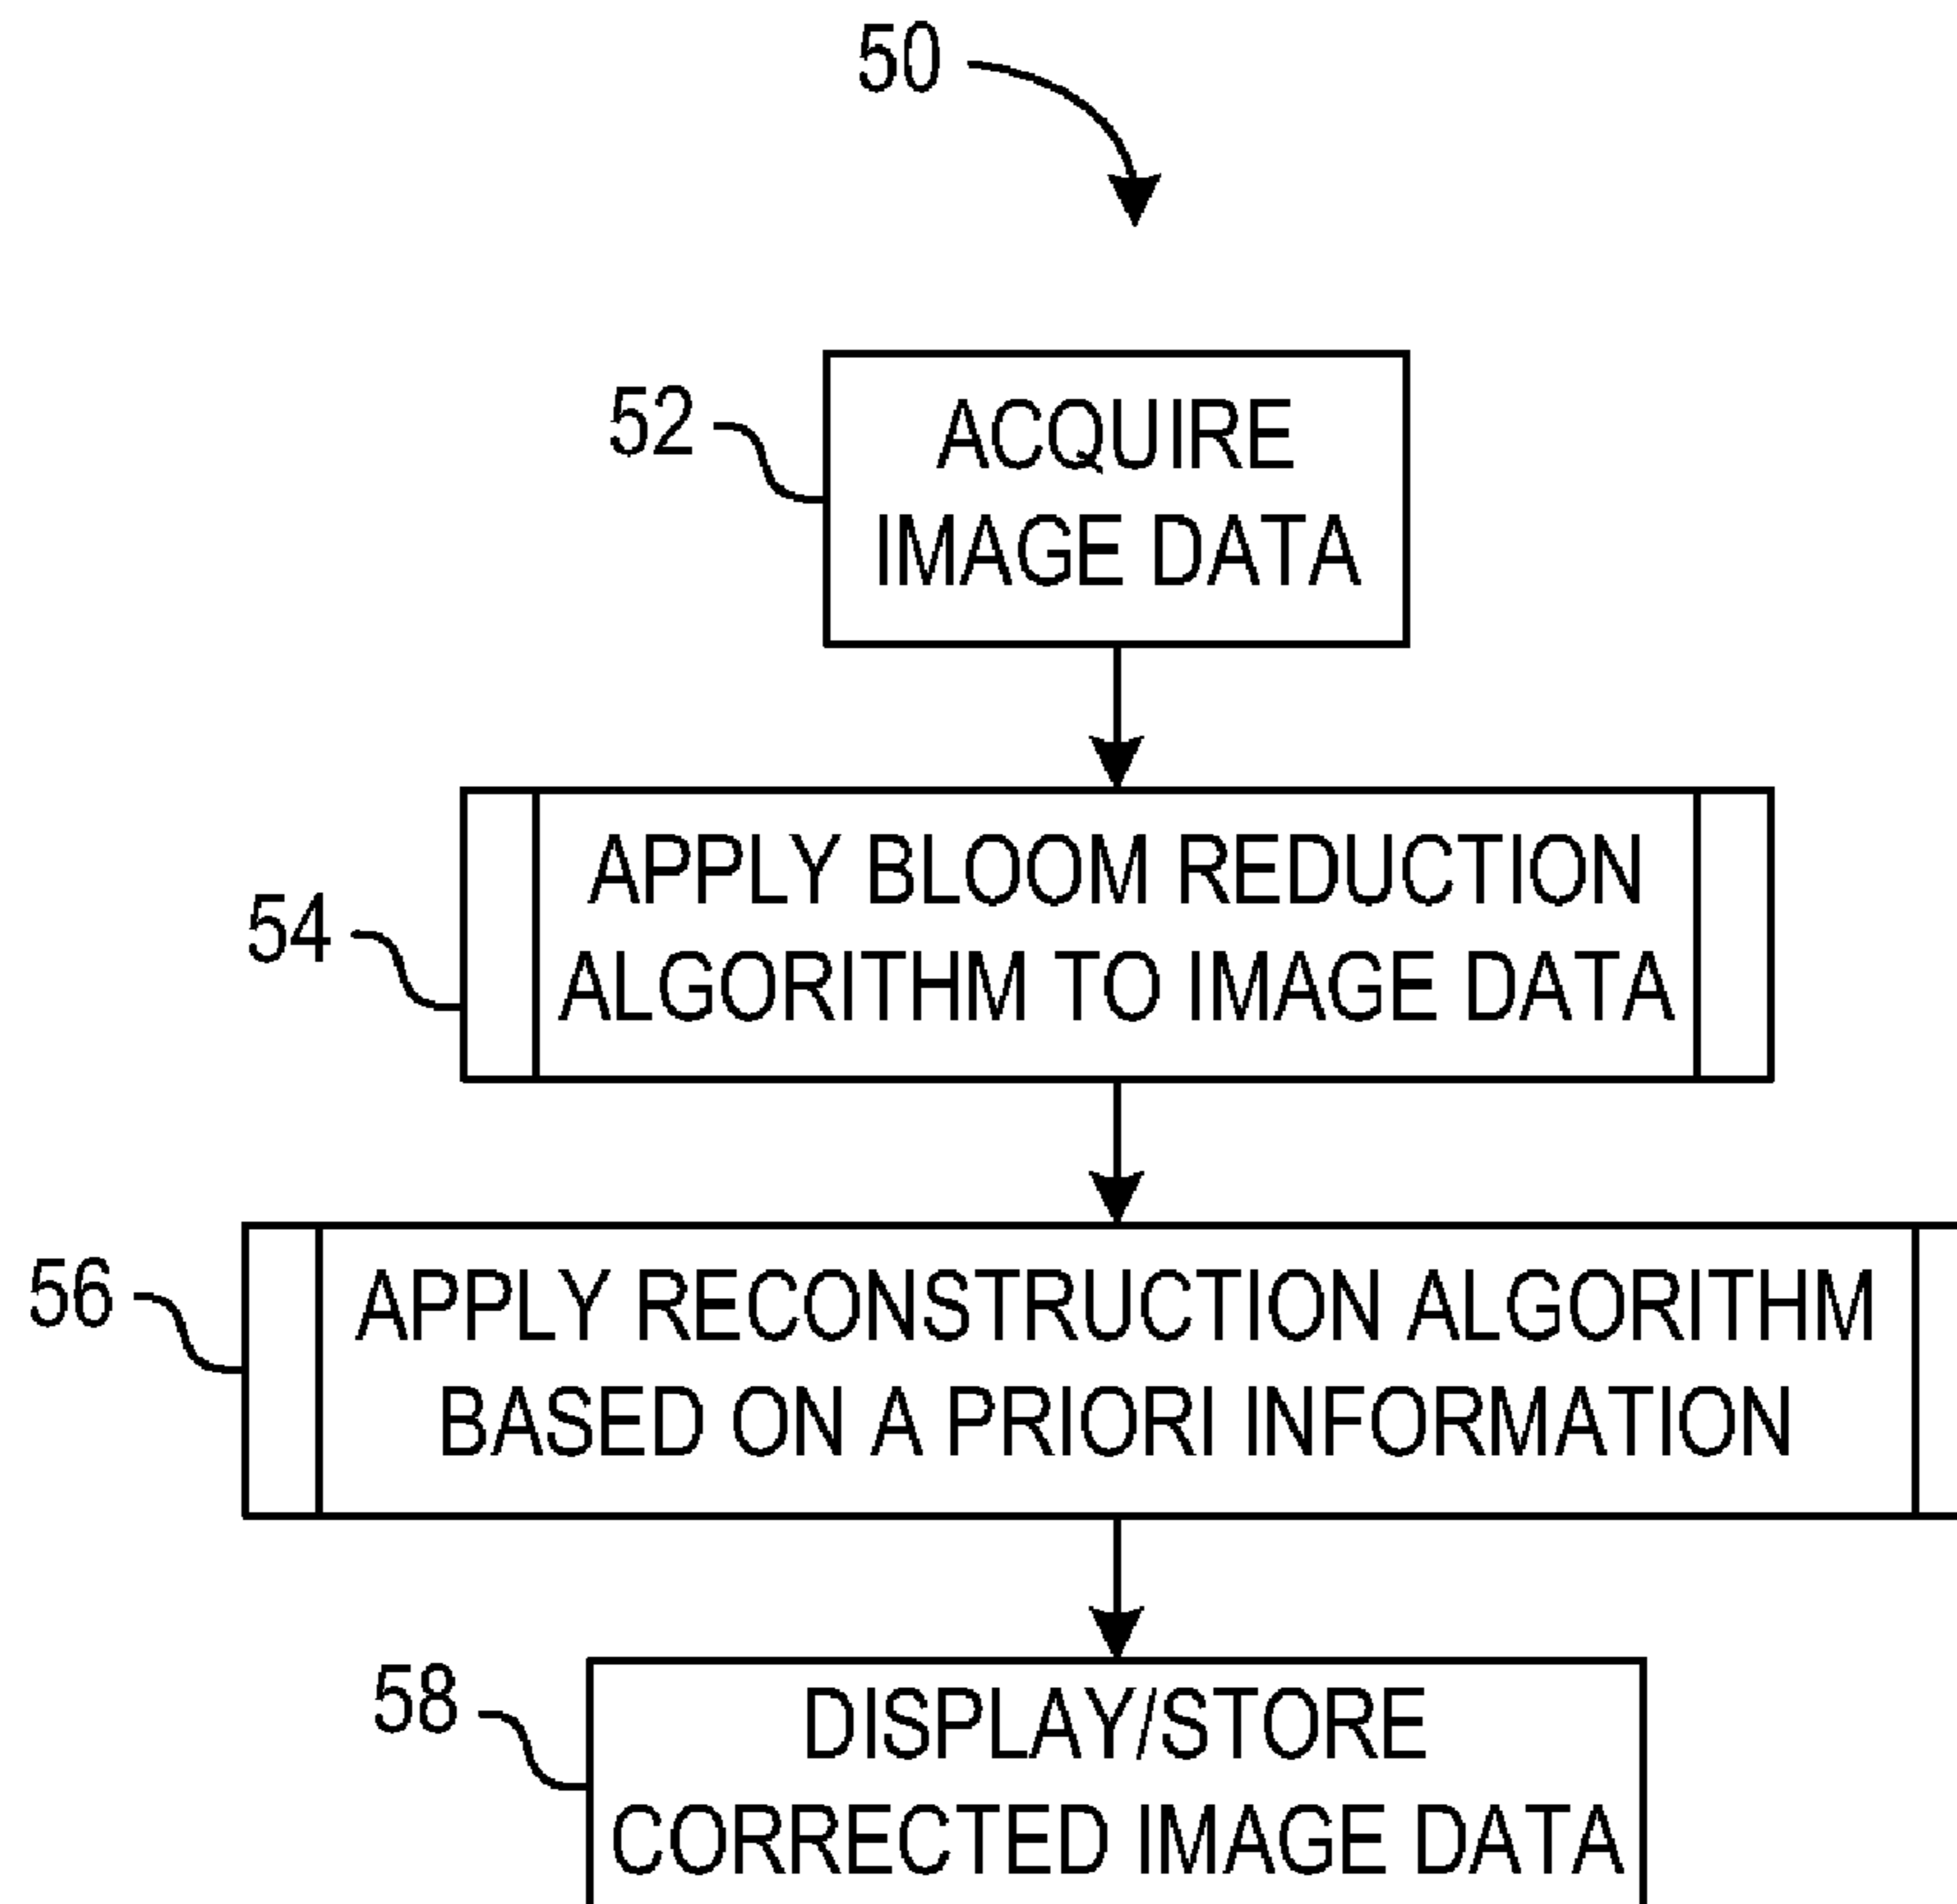 50
52
ACQUIRE
IMAGE DATA
54
APPLY BLOOM REDUCTION
ALGORITHM TO IMAGE DATA
56
APPLY RECONSTRUCTION ALGORITHM
BASED ON A PRIORI INFORMATION
58
DISPLAY/STORE
CORRECTED IMAGE DATA